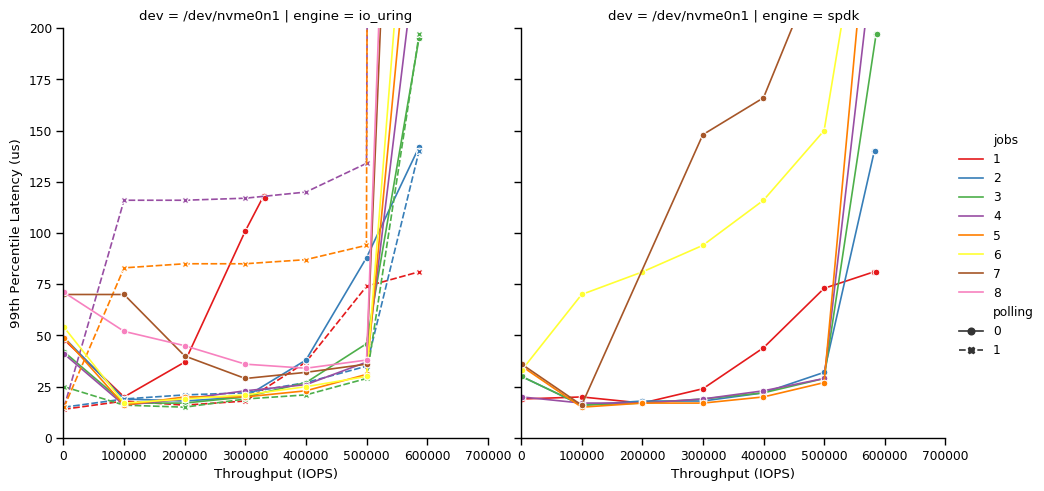 dev = /dev/nvme0n1 | engine = io_uring
dev = /dev/nvme0n1 | engine = spdk
200
175
150
125
100
75
50
25
0
99th Percentile Latency (us)
0 100000 200000 300000 400000 500000 600000 700000
0 100000 200000 300000 400000 500000 600000 700000
Throughput (IOPS)
Throughput (IOPS)
jobs
1
2
3
4
5
6
7
8
polling
0
1